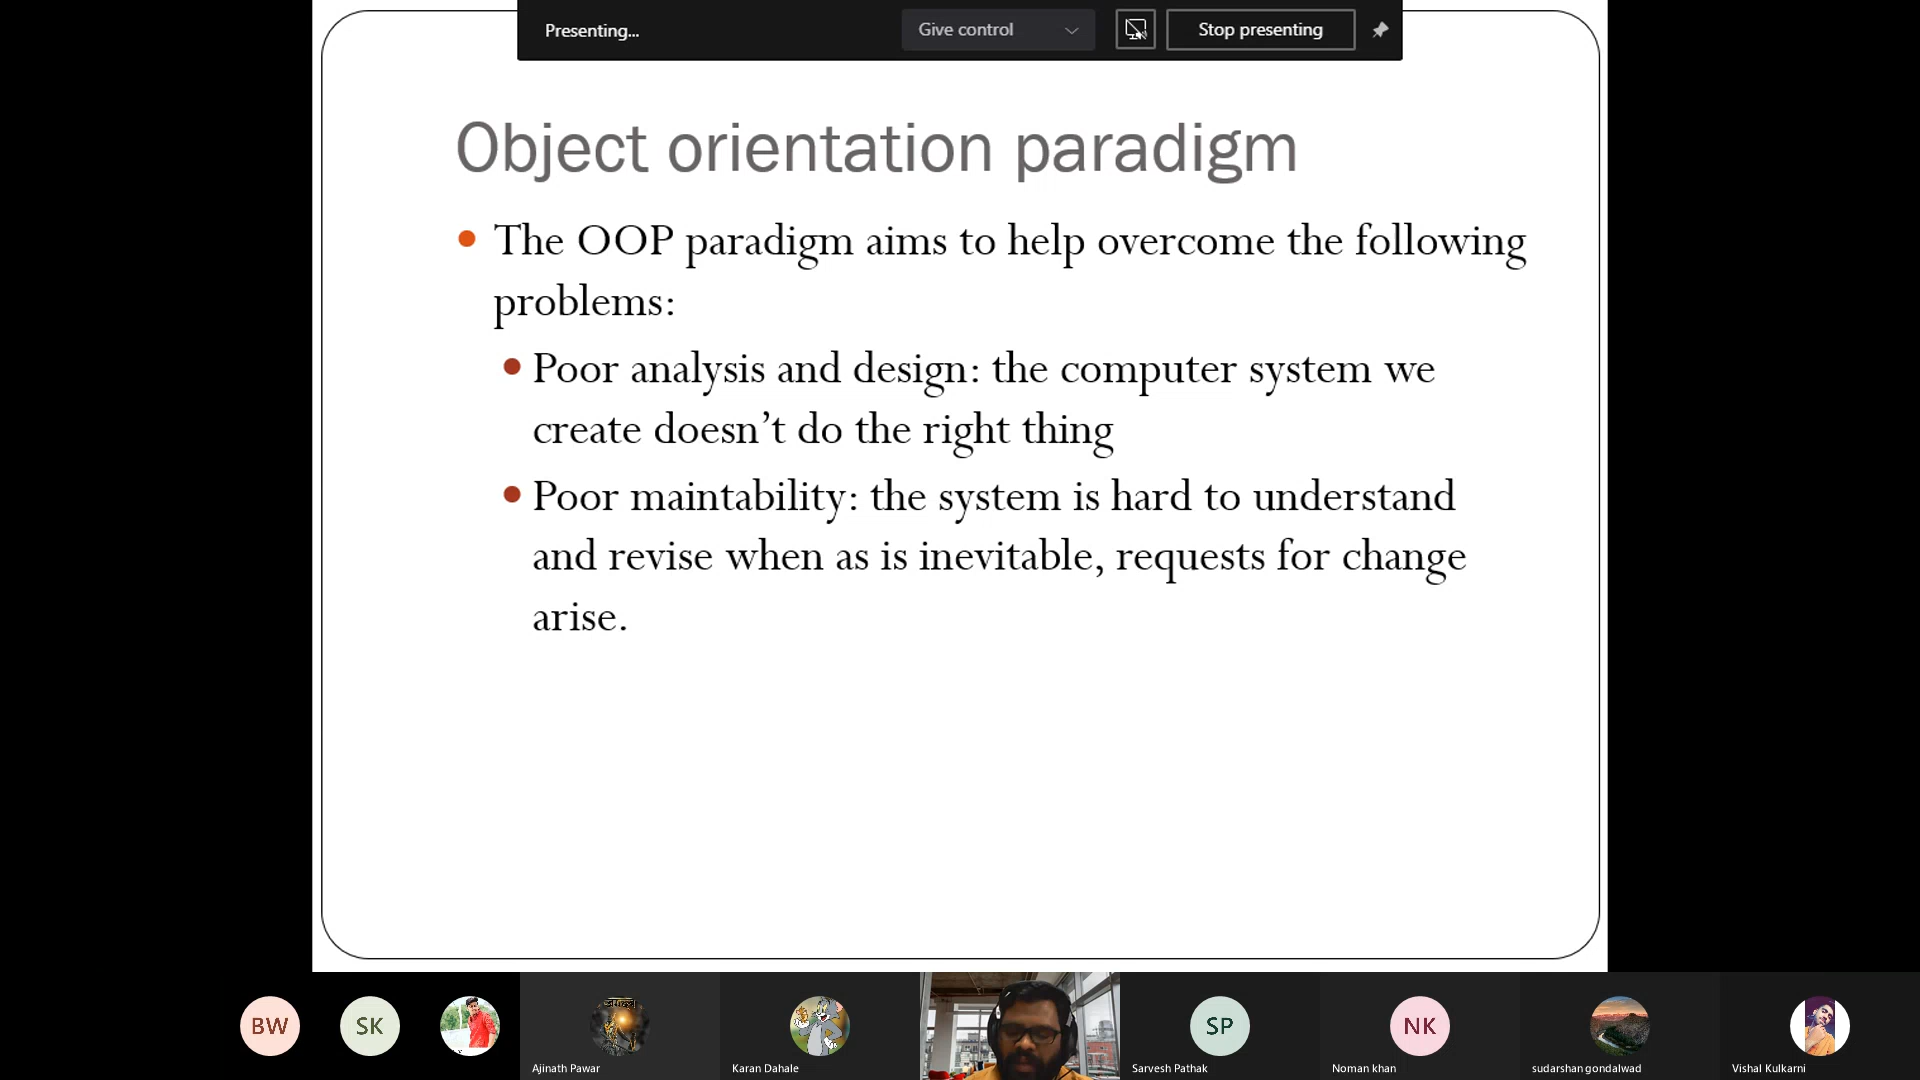 Presenting...
Give control
Stop presenting
Object orientation paradigm
The OOP paradigm aims to help overcome the following
problems:
Poor analysis and design: the computer system we
create doesn’t do the right thing
Poor maintability: the system is hard to understand
and revise when as is inevitable, requests for change
arise.
BW
SK
SP
NK
Ajinath Pawar
Karan Dahale
Sarvesh Pathak
Noman khan
sudarshan gondalwad
Vishal Kulkarni